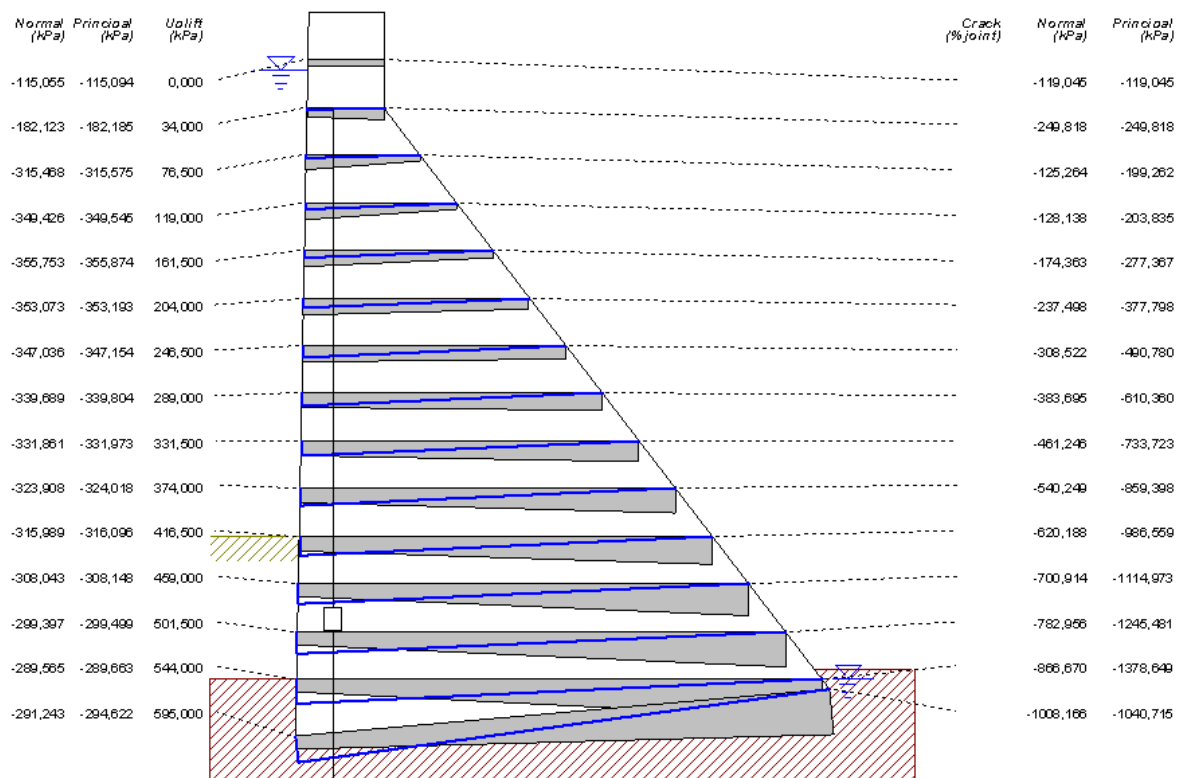 Normal Principal Uplift Crack Normal Principal
(kPa) (kPa) (kPa) (% joint) (kPa) (kPa)
-115,055 -115,094 0,000 -119,045 -119,045
-182,123 -182,185 34,000 -249,818 -249,818
-315,468 -315,575 76,500 -125,264 -199,262
-349,426 -349,545 119,000 -128,138 -203,835
-355,753 -355,874 161,500 -174,363 -277,367
-353,073 -353,193 204,000 -237,498 -377,798
-347,036 -347,154 246,500 -308,522 -490,780
-339,689 -339,804 289,000 -383,695 -610,360
-331,861 -331,973 331,500 -461,246 -733,723
-323,908 -324,018 374,000 -540,249 -859,398
-315,989 -316,096 416,500 -620,188 -986,559
-308,043 -308,148 459,000 -700,914 -1114,973
-299,397 -299,499 501,500 -782,956 -1245,481
-289,565 -289,663 544,000 -866,670 -1378,649
-291,243 -294,522 595,000 -1008,166 -1040,715